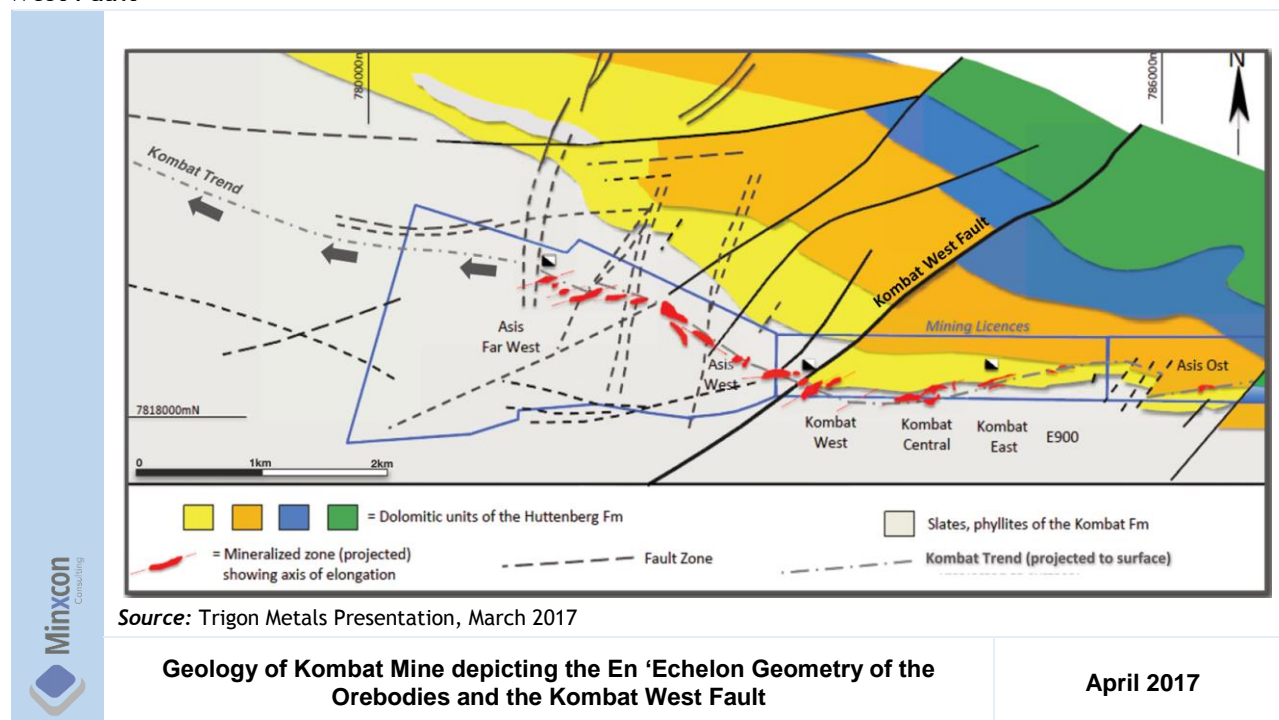 780000m
786000m
N
Kombat Trend
Kombat West Fault
Mining Licences
Asis
Far West
Asis
West
Asis Ost
Kombat
West
Kombat
Central
Kombat
East
E900
7818000mN
0 1km 2km
= Dolomitic units of the Huttenberg Fm
Slates, phyllites of the Kombat Fm
= Mineralized zone (projected)
showing axis of elongation
Fault Zone
Kombat Trend (projected to surface)
Minxcon
Consulting
Source: Trigon Metals Presentation, March 2017
Geology of Kombat Mine depicting the En ‘Echelon Geometry of the
Orebodies and the Kombat West Fault
April 2017